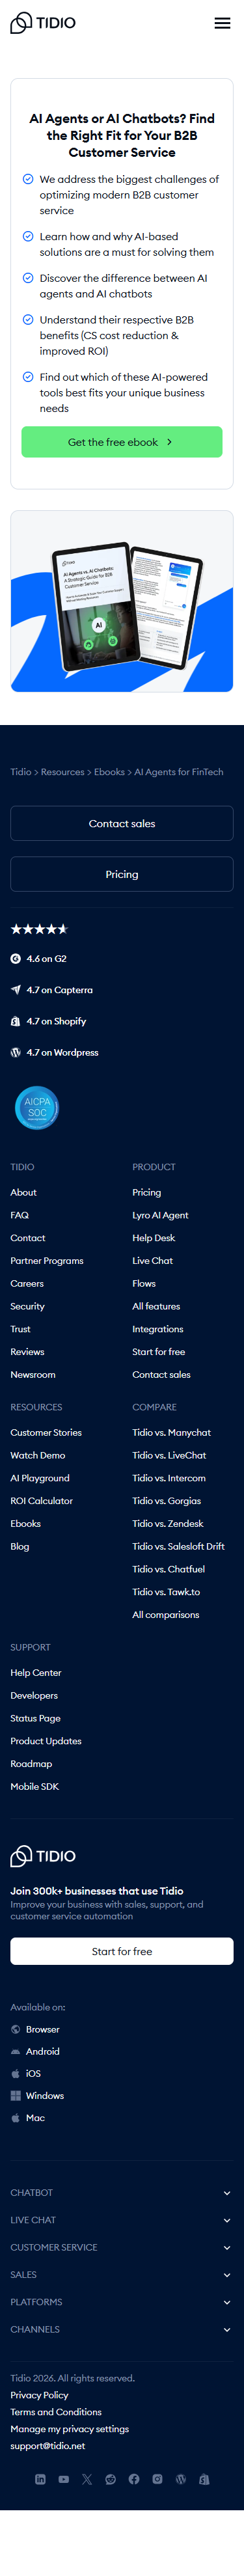 TIDIO
AI Agents or AI Chatbots? Find
the Right Fit for Your B2B
Customer Service
We address the biggest challenges of
optimizing modern B2B customer
service
Learn how and why AI-based
solutions are a must for solving them
Discover the difference between AI
agents and AI chatbots
Understand their respective B2B
benefits (CS cost reduction &
improved ROI)
Find out which of these AI-powered
tools best fits your unique business
needs
Get the free ebook
AI Agents vs. AI Chatbots:
A Strategic Guide for B2B
Customer Service
AI
Tidio > Resources > Ebooks > AI Agents for FinTech
Contact sales
Pricing
4.6 on G2
4.7 on Capterra
4.7 on Shopify
4.7 on Wordpress
AICPA
SOC
TIDIO
About
FAQ
Contact
Partner Programs
Careers
Security
Trust
Reviews
Newsroom
PRODUCT
Pricing
Lyro AI Agent
Help Desk
Live Chat
Flows
All features
Integrations
Start for free
Contact sales
RESOURCES
Customer Stories
Watch Demo
AI Playground
ROI Calculator
Ebooks
Blog
COMPARE
Tidio vs. Manychat
Tidio vs. LiveChat
Tidio vs. Intercom
Tidio vs. Gorgias
Tidio vs. Zendesk
Tidio vs. Salesloft Drift
Tidio vs. Chatfuel
Tidio vs. Tawk.to
All comparisons
SUPPORT
Help Center
Developers
Status Page
Product Updates
Roadmap
Mobile SDK
TIDIO
Join 300k+ businesses that use Tidio
Improve your business with sales, support, and
customer service automation
Start for free
Available on:
Browser
Android
iOS
Windows
Mac
CHATBOT
LIVE CHAT
CUSTOMER SERVICE
SALES
PLATFORMS
CHANNELS
Tidio 2026. All rights reserved.
Privacy Policy
Terms and Conditions
Manage my privacy settings
support@tidio.net